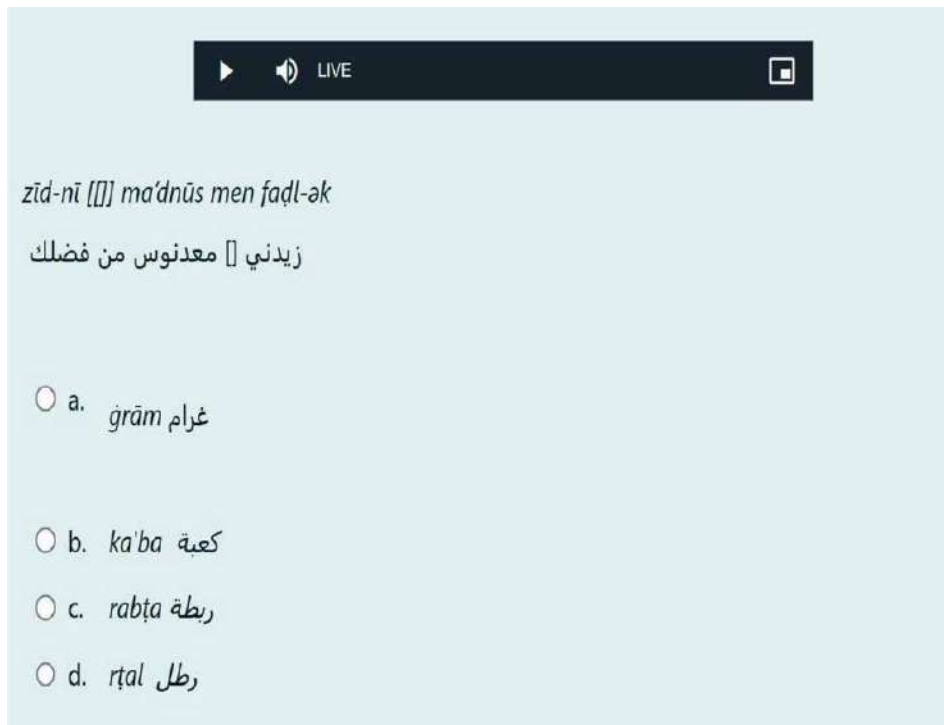 LIVE
zīd-nī [[]] ma'dnūs men faḍl-ək
زيدني [] معدنوس من فضلك
a. ġrām غرام
b. ka'ba كعبة
c. rabṭa ربطة
d. rṭal رطل